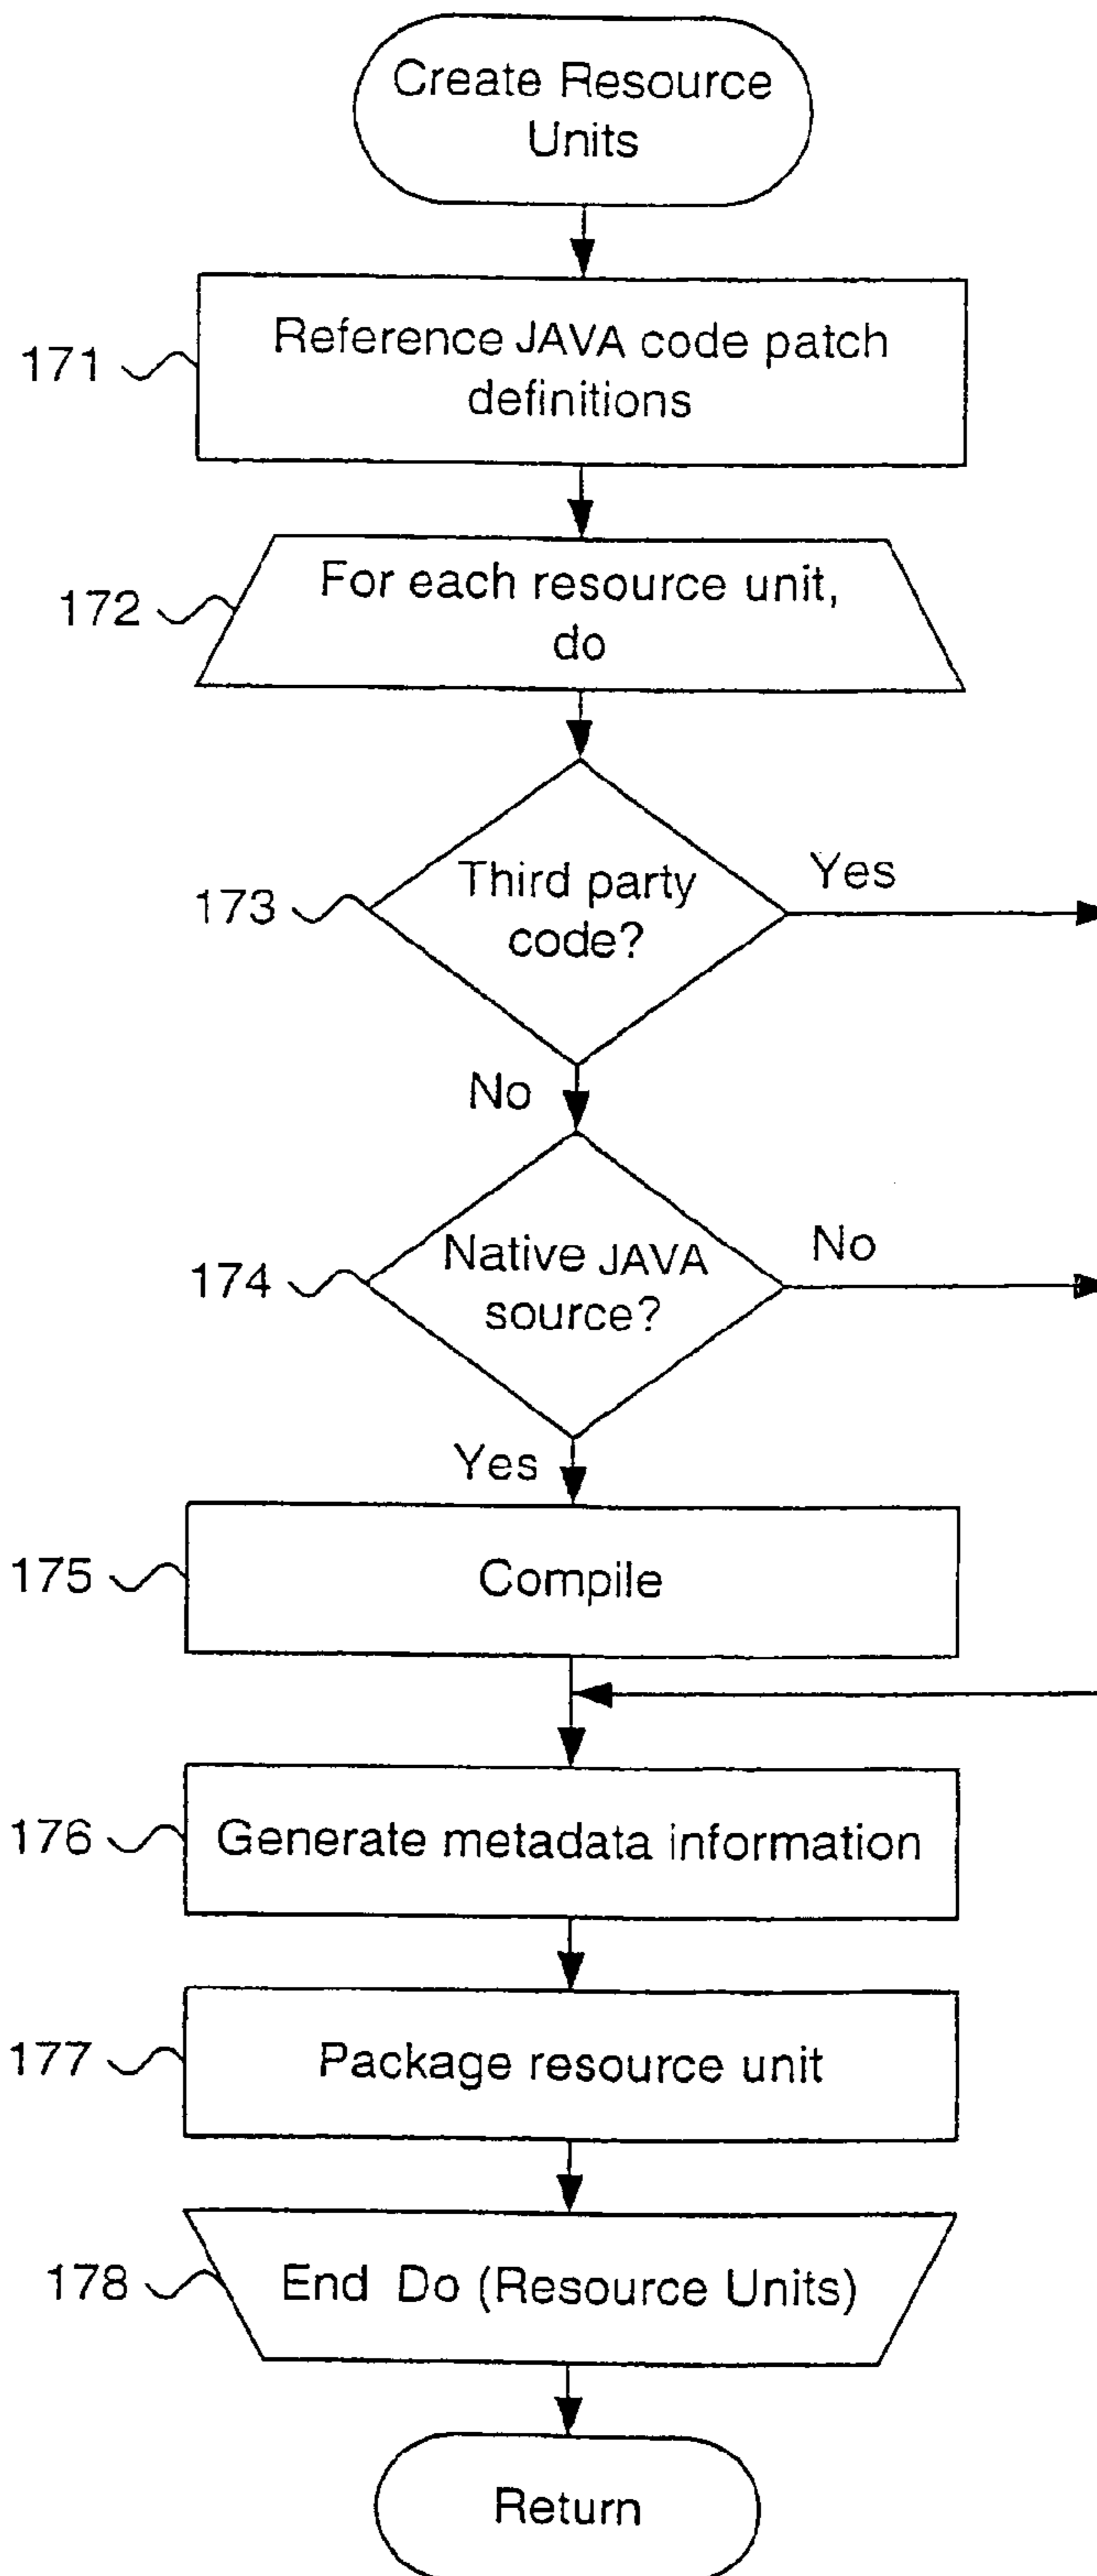 Create Resource
Units
171
Reference JAVA code patch
definitions
172
For each resource unit,
do
173
Third party
code?
Yes
No
174
Native JAVA
source?
No
Yes
175
Compile
176
Generate metadata information
177
Package resource unit
178
End Do (Resource Units)
Return